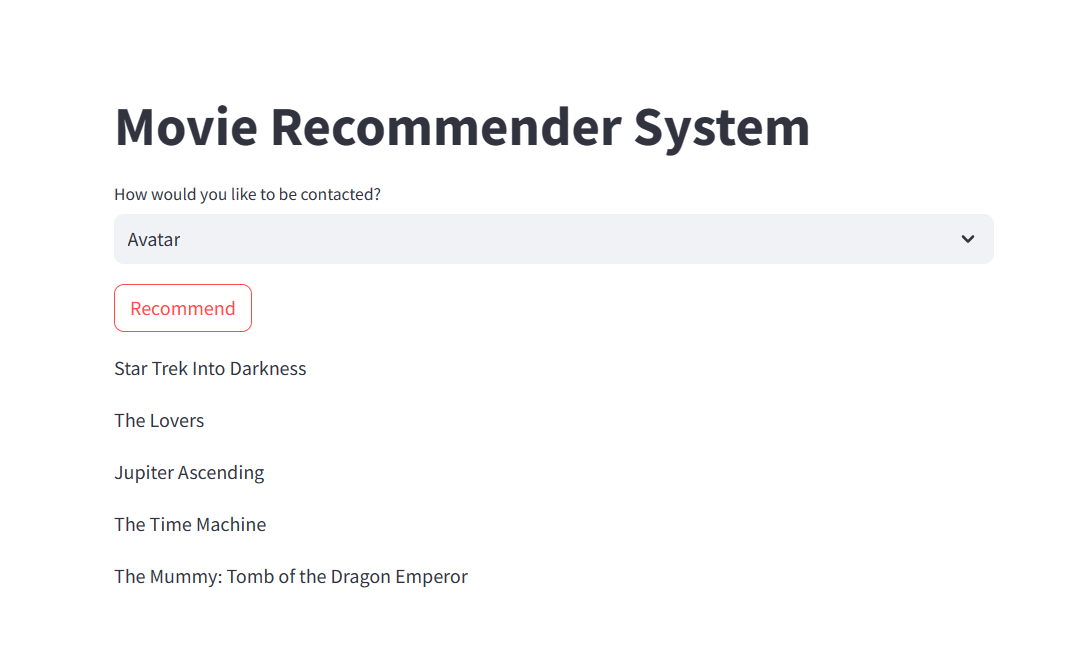 Movie Recommender System
How would you like to be contacted?
Avatar
Recommend
Star Trek Into Darkness
The Lovers
Jupiter Ascending
The Time Machine
The Mummy: Tomb of the Dragon Emperor